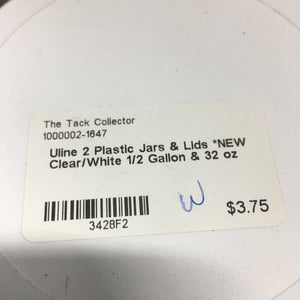 The Tack Collector
1000002-1647
Uline 2 Plastic Jars & Lids *NEW
Clear/White 1/2 Gallon & 32 oz
W
3428F2
$3.75